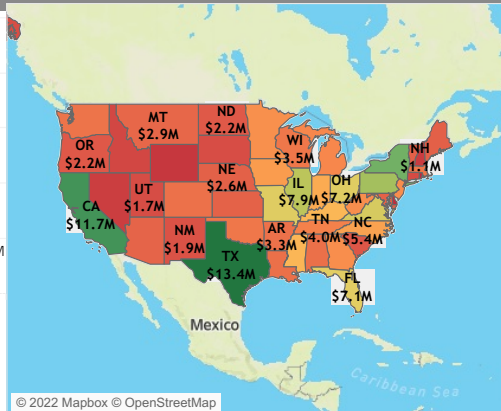 MT
$2.9M
ND
$2.2M
OR
$2.2M
WI
$3.5M
NH
$1.1M
NE
$2.6M
IL
$7.9M
OH
$7.2M
UT
$1.7M
CA
$11.7M
TN
$4.0M
NC
$5.4M
NM
$1.9M
AR
$3.3M
TX
$13.4M
FL
$7.1M
M
Mexico
Caribbean Sea
© 2022 Mapbox © OpenStreetMap